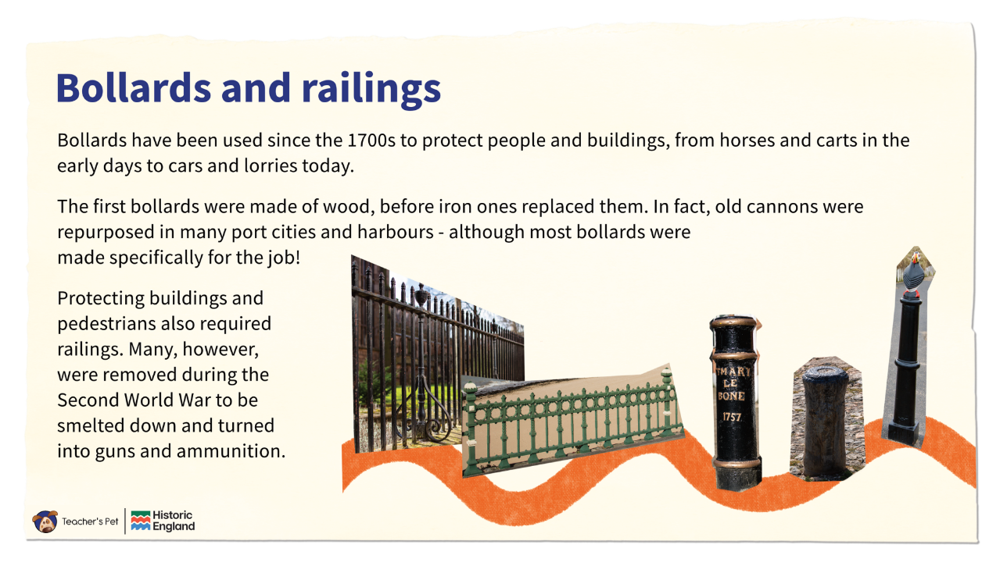 Bollards and railings
Bollards have been used since the 1700s to protect people and buildings, from horses and carts in the
early days to cars and lorries today.
The first bollards were made of wood, before iron ones replaced them. In fact, old cannons were
repurposed in many port cities and harbours - although most bollards were
made specifically for the job!
Protecting buildings and
pedestrians also required
railings. Many, however,
were removed during the
Second World War to be
smelted down and turned
into guns and ammunition.
TMARY
LE
BONE
1757
Teacher's Pet
Historic
England